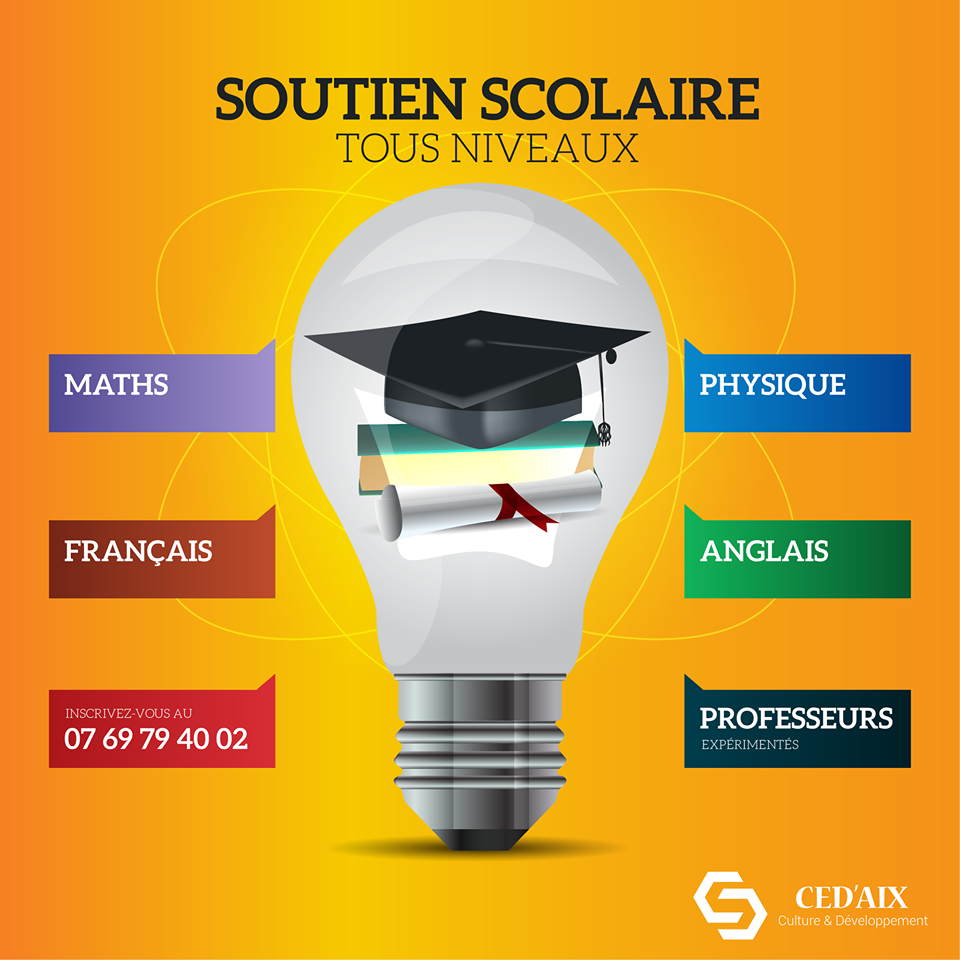 SOUTIEN SCOLAIRE
TOUS NIVEAUX
MATHS
PHYSIQUE
FRANÇAIS
ANGLAIS
INSCRIVEZ-VOUS AU
07 69 79 40 02
PROFESSEURS
EXPÉRIMENTÉS
CED'AIX
Culture & Développement